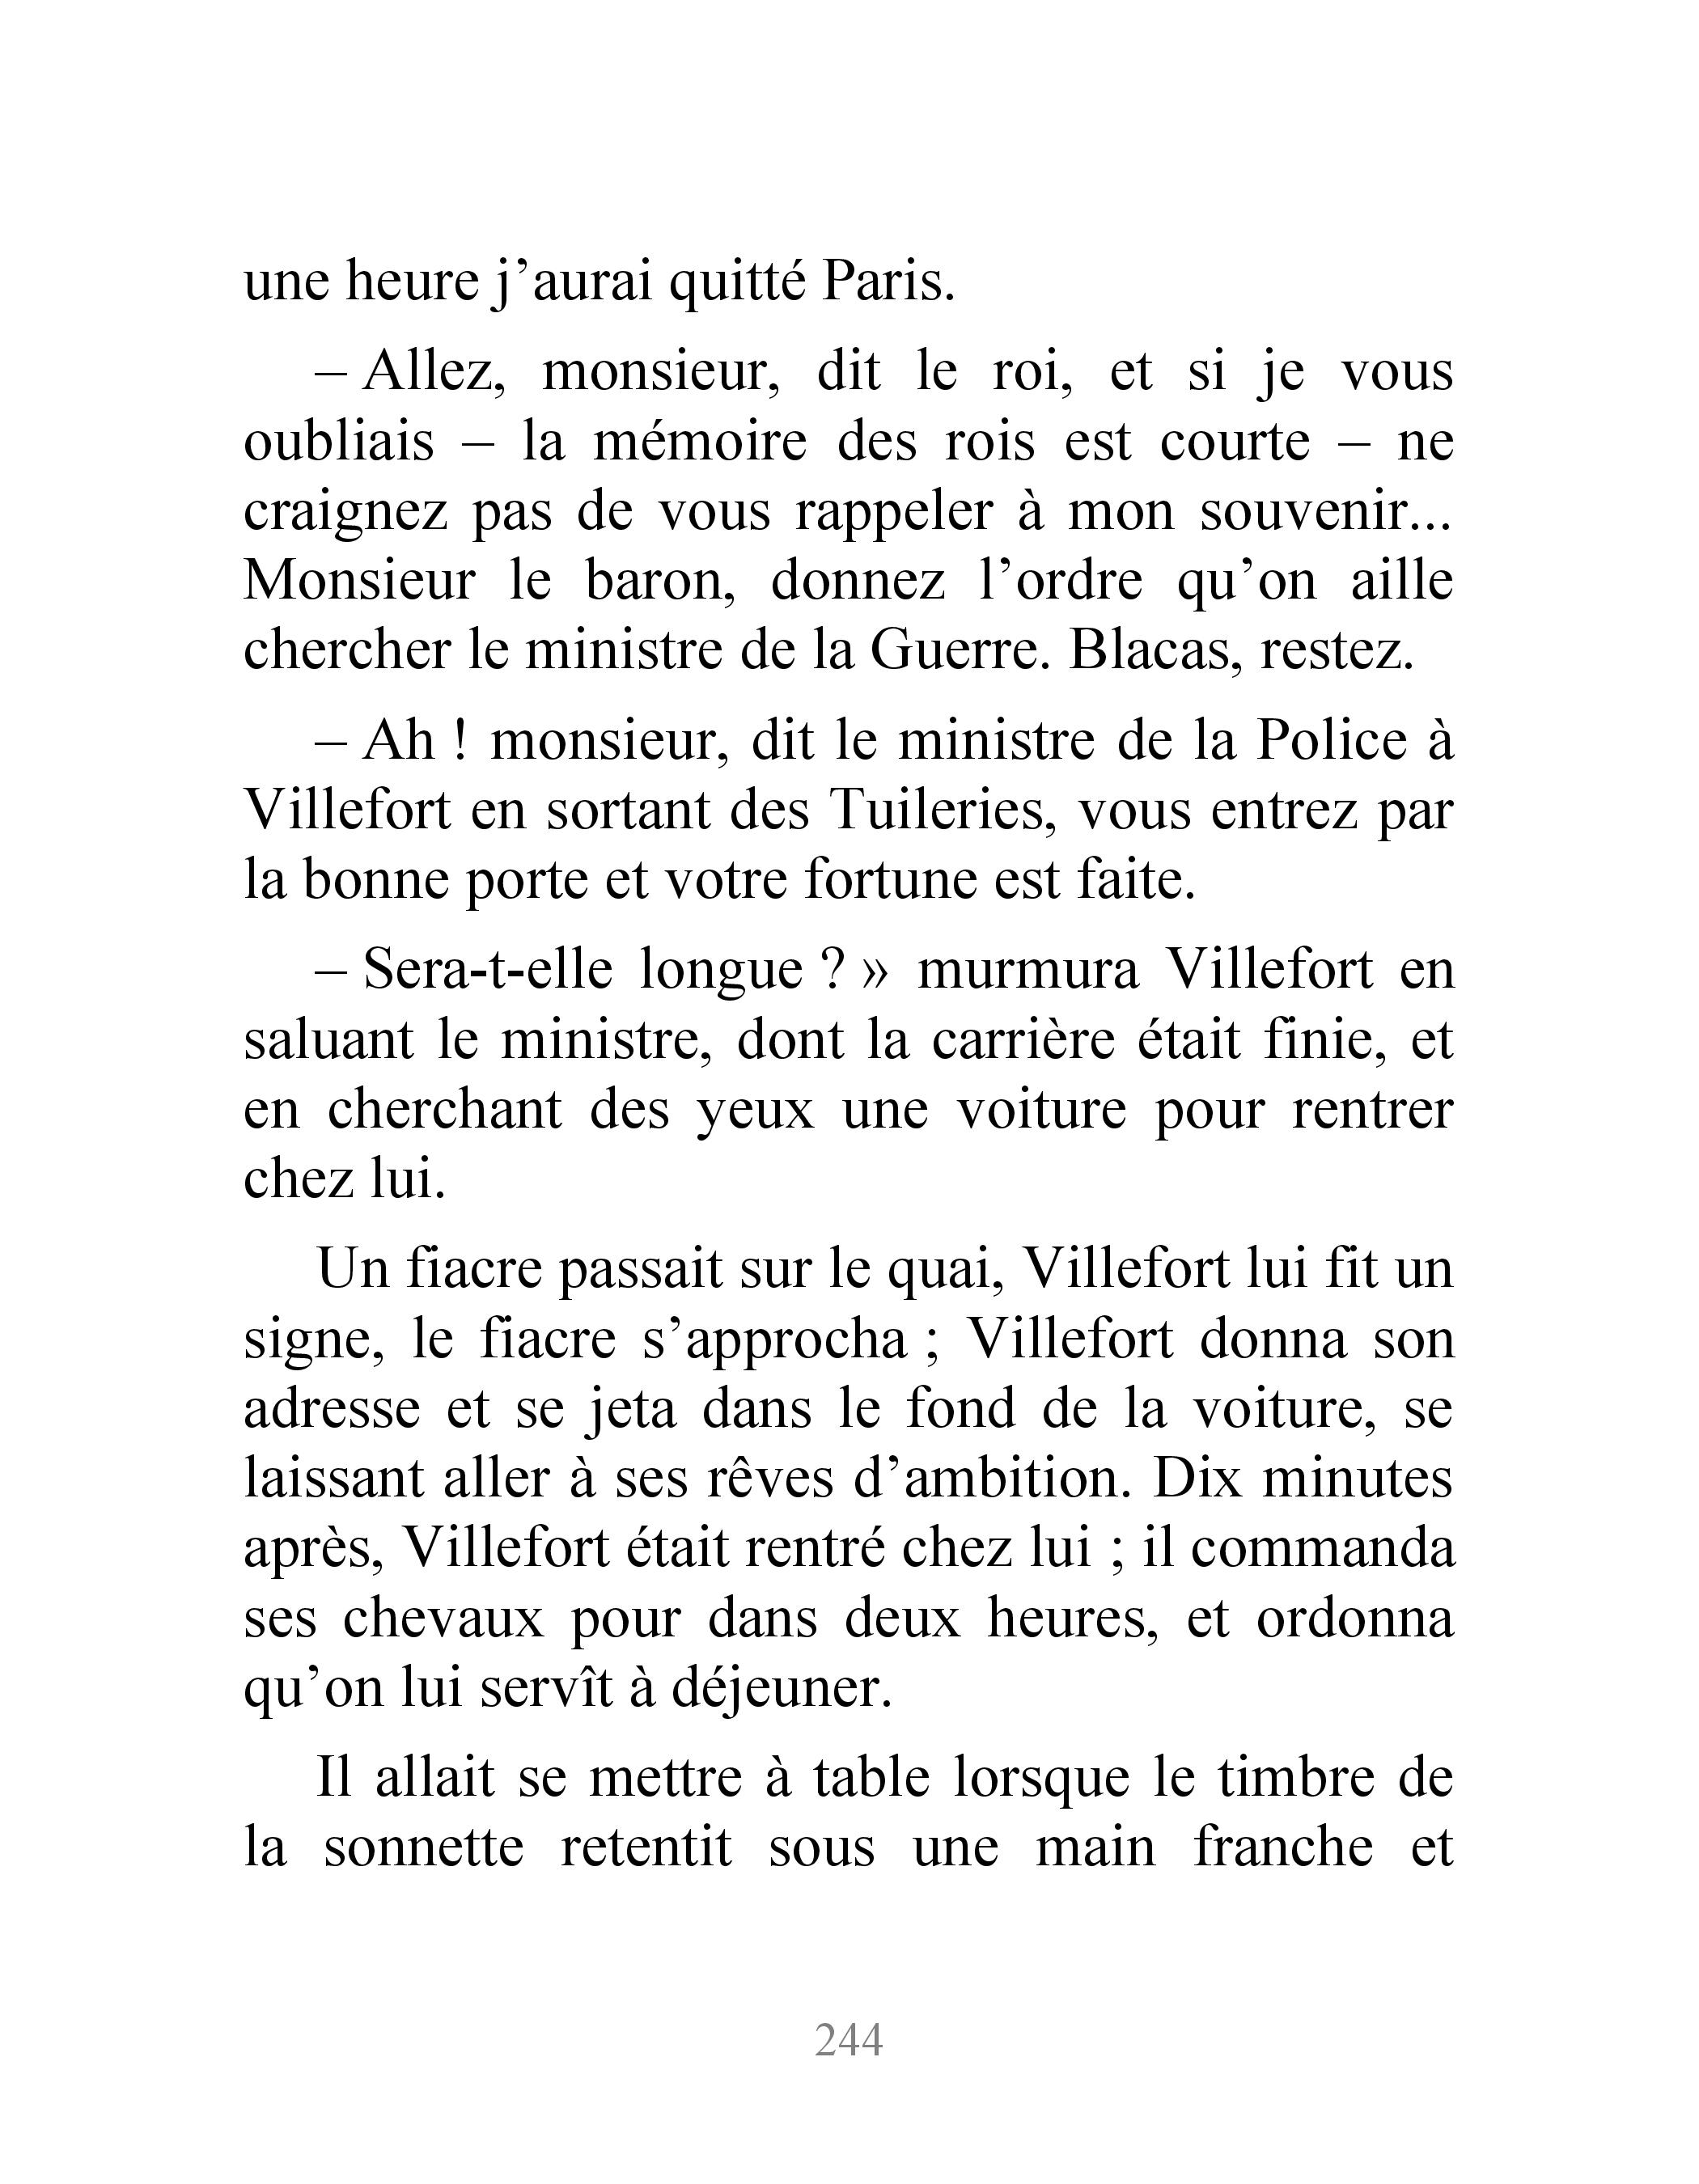 une heure j’aurai quitté Paris.
– Allez, monsieur, dit le roi, et si je vous
oubliais – la mémoire des rois est courte – ne
craignez pas de vous rappeler à mon souvenir...
Monsieur le baron, donnez l’ordre qu’on aille
chercher le ministre de la Guerre. Blacas, restez.
– Ah ! monsieur, dit le ministre de la Police à
Villefort en sortant des Tuileries, vous entrez par
la bonne porte et votre fortune est faite.
– Sera-t-elle longue ? » murmura Villefort en
saluant le ministre, dont la carrière était finie, et
en cherchant des yeux une voiture pour rentrer
chez lui.
Un fiacre passait sur le quai, Villefort lui fit un
signe, le fiacre s’approcha ; Villefort donna son
adresse et se jeta dans le fond de la voiture, se
laissant aller à ses rêves d’ambition. Dix minutes
après, Villefort était rentré chez lui ; il commanda
ses chevaux pour dans deux heures, et ordonna
qu’on lui servît à déjeuner.
Il allait se mettre à table lorsque le timbre de
la sonnette retentit sous une main franche et
244